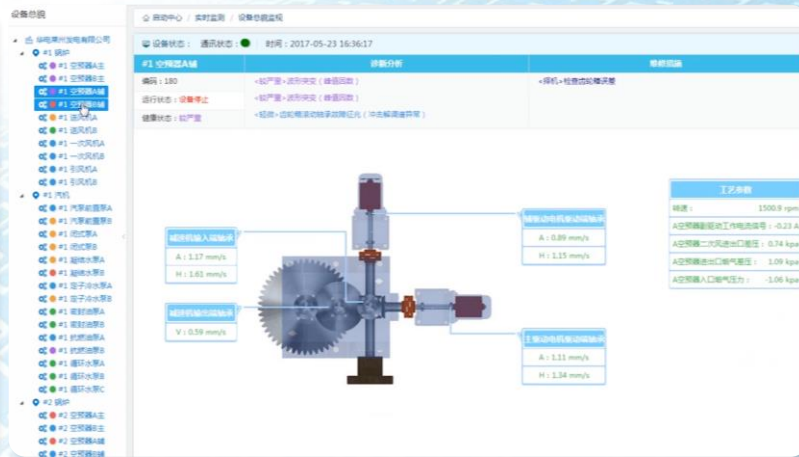 设备总貌
华电莱州发电有限公司
#1 锅炉
#1 空预器A主
#1 空预器B主
#1 空预器A辅
#1 空预器B辅
#1 送风机A
#1 送风机B
#1 一次风机A
#1 一次风机B
#1 引风机A
#1 引风机B
#1 汽机
#1 汽泵前置泵A
#1 汽泵前置泵B
#1 闭式泵A
#1 闭式泵B
#1 凝结水泵A
#1 凝结水泵B
#1 定子冷水泵A
#1 定子冷水泵B
#1 密封油泵A
#1 密封油泵B
#1 抗燃油泵A
#1 抗燃油泵B
#1 循环水泵A
#1 循环水泵B
#1 循环水泵C
#2 锅炉
#2 空预器A主
#2 空预器B主
#2 空预器A辅
#2 空预器B辅
启动中心 / 实时监测 / 设备总貌监视
设备状态： 通讯状态： 时间：2017-05-23 16:36:17
#1 空预器A辅 诊断分析 维修措施
编码：180
运行状态：设备停止
健康状态：较严重
<较严重>波形突变（峰值因数）
<较严重>波形突变（峰值因数）
<轻微>齿轮箱滚动轴承故障征兆（冲击解调值异常）
<停机>检查齿轮箱误差
减速机输入端轴承
A：1.17 mm/s
H：1.61 mm/s
减速机输出端轴承
V：0.59 mm/s
辅驱动电机驱动端轴承
A：0.89 mm/s
H：1.15 mm/s
主驱动电机驱动端轴承
A：1.11 mm/s
H：1.34 mm/s
工艺参数
转速： 1500.9 rpm
A空预器副驱动工作电流信号：-0.23 A
A空预器二次风进出口差压： 0.74 kpa
A空预器进出口烟气差压： 1.09 kpa
A空预器入口烟气压力： -1.06 kpa